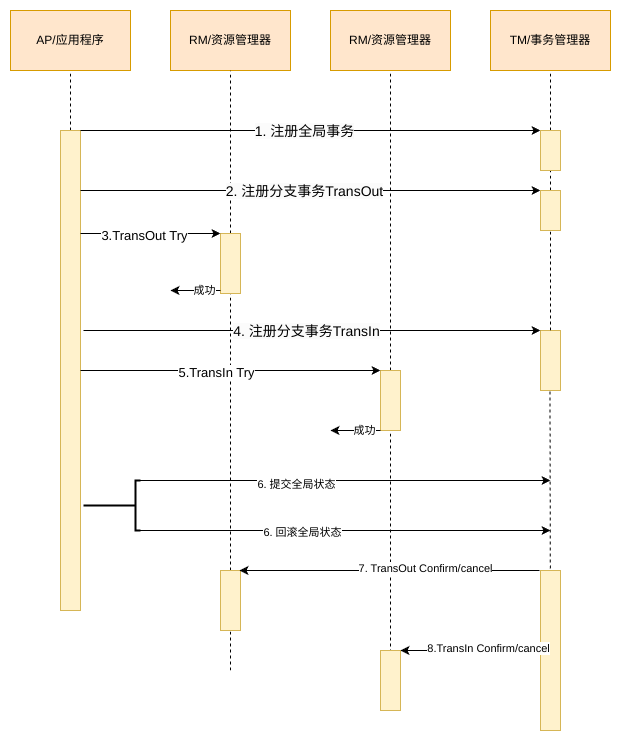 AP/应用程序
RM/资源管理器
RM/资源管理器
TM/事务管理器
1. 注册全局事务
2. 注册分支事务TransOut
3.TransOut Try
成功
4. 注册分支事务TransIn
5.TransIn Try
成功
6. 提交全局状态
6. 回滚全局状态
7. TransOut Confirm/cancel
8.TransIn Confirm/cancel